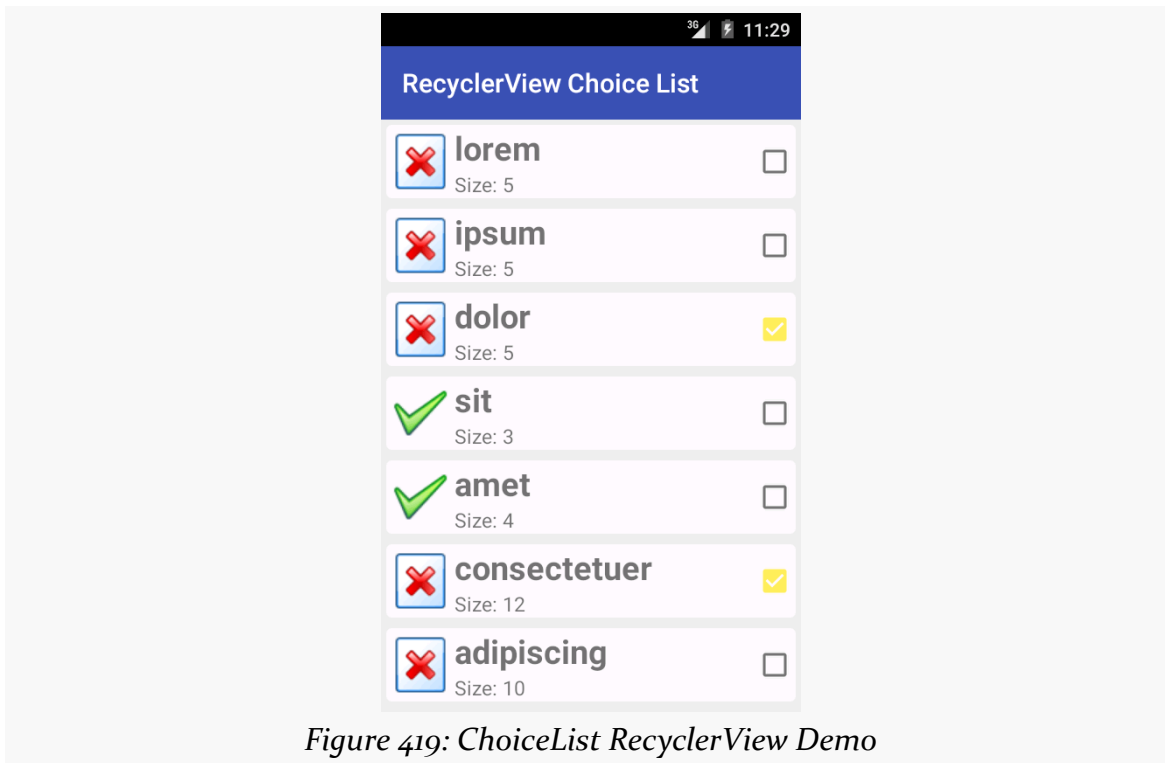 3G 11:29
RecyclerView Choice List
lorem
Size: 5
ipsum
Size: 5
dolor
Size: 5
sit
Size: 3
amet
Size: 4
consectetuer
Size: 12
adipiscing
Size: 10
Figure 419: ChoiceList RecyclerView Demo